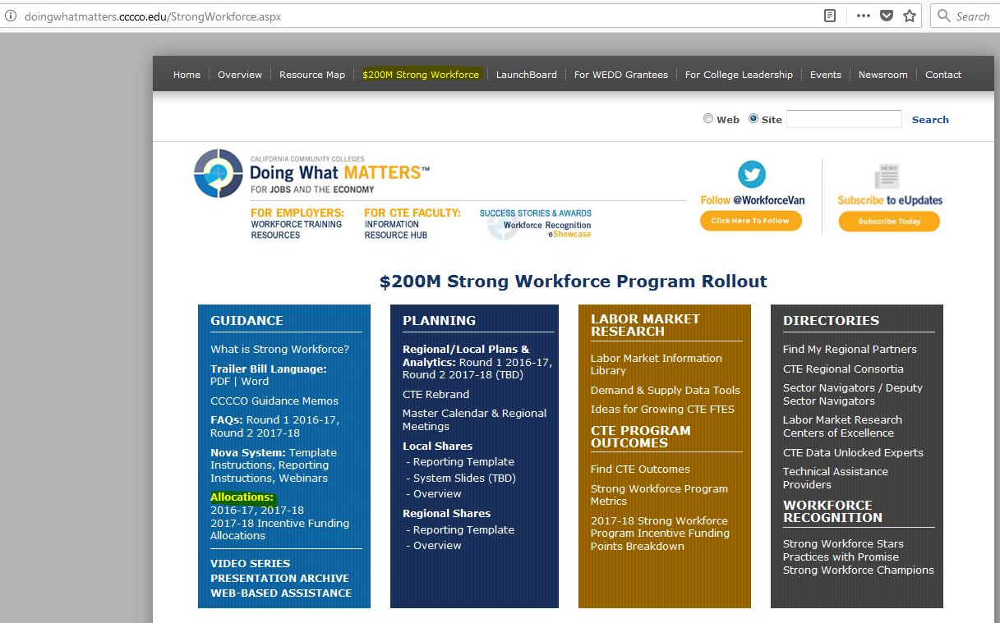 doingwhatmatters.cccco.edu/StrongWorkforce.aspx
Search
Home
Overview
Resource Map
$200M Strong Workforce
LaunchBoard
For WEDD Grantees
For College Leadership
Events
Newsroom
Contact
Web
Site
Search
CALIFORNIA COMMUNITY COLLEGES
Doing What MATTERS™
FOR JOBS AND THE ECONOMY
FOR EMPLOYERS:
WORKFORCE TRAINING
RESOURCES
FOR CTE FACULTY:
INFORMATION
RESOURCE HUB
SUCCESS STORIES & AWARDS
Workforce Recognition
eShowcase
Follow @WorkforceVan
Click Here To Follow
NEWS
Subscribe to eUpdates
Subscribe Today
$200M Strong Workforce Program Rollout
GUIDANCE
What is Strong Workforce?
Trailer Bill Language:
PDF | Word
CCCCO Guidance Memos
FAQs: Round 1 2016-17,
Round 2 2017-18
Nova System: Template
Instructions, Reporting
Instructions, Webinars
Allocations:
2016-17, 2017-18
2017-18 Incentive Funding
Allocations
VIDEO SERIES
PRESENTATION ARCHIVE
WEB-BASED ASSISTANCE
PLANNING
Regional/Local Plans &
Analytics: Round 1 2016-17,
Round 2 2017-18 (TBD)
CTE Rebrand
Master Calendar & Regional
Meetings
Local Shares
- Reporting Template
- System Slides (TBD)
- Overview
Regional Shares
- Reporting Template
- Overview
LABOR MARKET
RESEARCH
Labor Market Information
Library
Demand & Supply Data Tools
Ideas for Growing CTE FTES
CTE PROGRAM
OUTCOMES
Find CTE Outcomes
Strong Workforce Program
Metrics
2017-18 Strong Workforce
Program Incentive Funding
Points Breakdown
DIRECTORIES
Find My Regional Partners
CTE Regional Consortia
Sector Navigators / Deputy
Sector Navigators
Labor Market Research
Centers of Excellence
CTE Data Unlocked Experts
Technical Assistance
Providers
WORKFORCE
RECOGNITION
Strong Workforce Stars
Practices with Promise
Strong Workforce Champions